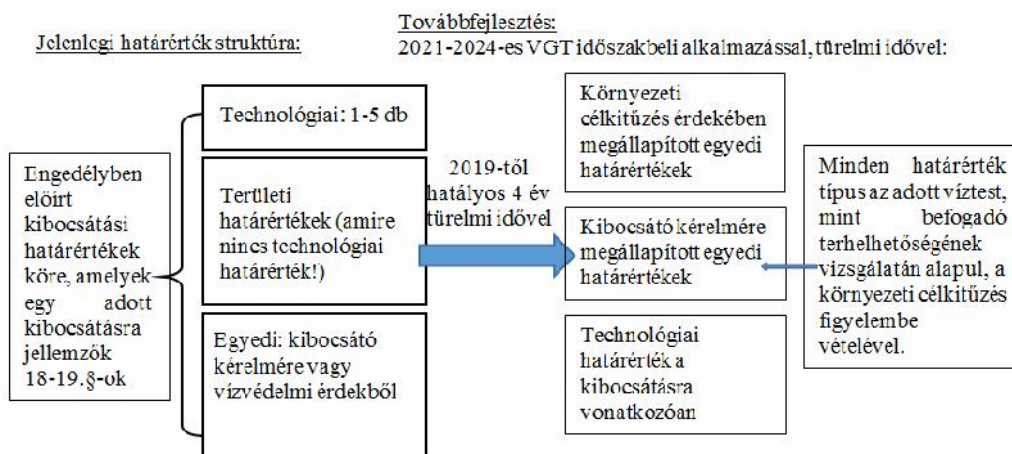 Jelenlegi határérték struktúra:
Továbbfejlesztés:
2021-2024-es VGT időszakbeli alkalmazással, türelmi idővel:
Engedélyben
előírt
kibocsátási
határértékek
köre, amelyek
egy adott
kibocsátásra
jellemzők
18-19.§-ok
Technológiai: 1-5 db
Területi
határértékek (amire
nincs technológiai
határérték!)
Egyedi: kibocsátó
kérelmére vagy
vízvédelmi érdekből
2019-től
hatályos 4 év
türelmi idővel
Környezeti
célkitűzés érdekében
megállapított egyedi
határértékek
Kibocsátó kérelmére
megállapított egyedi
határértékek
Technológiai
határérték a
kibocsátásra
vonatkozóan
Minden határérték
típus az adott víztest,
mint befogadó
terhelhetőségének
vizsgálatán alapul, a
környezeti célkitűzés
figyelembe
vételével.